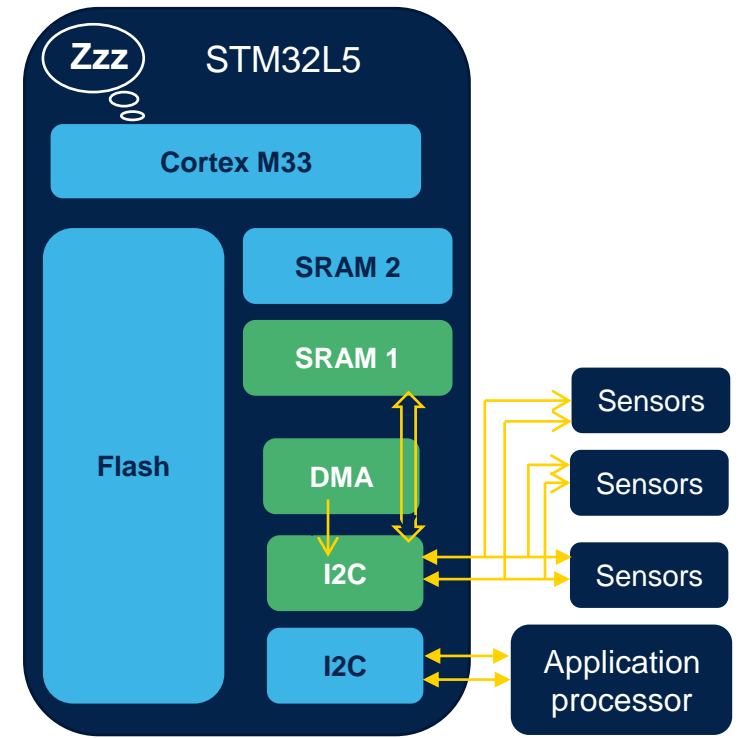 Zzz
STM32L5
Cortex M33
SRAM 2
SRAM 1
Flash
DMA
I2C
I2C
Sensors
Sensors
Sensors
Application
processor